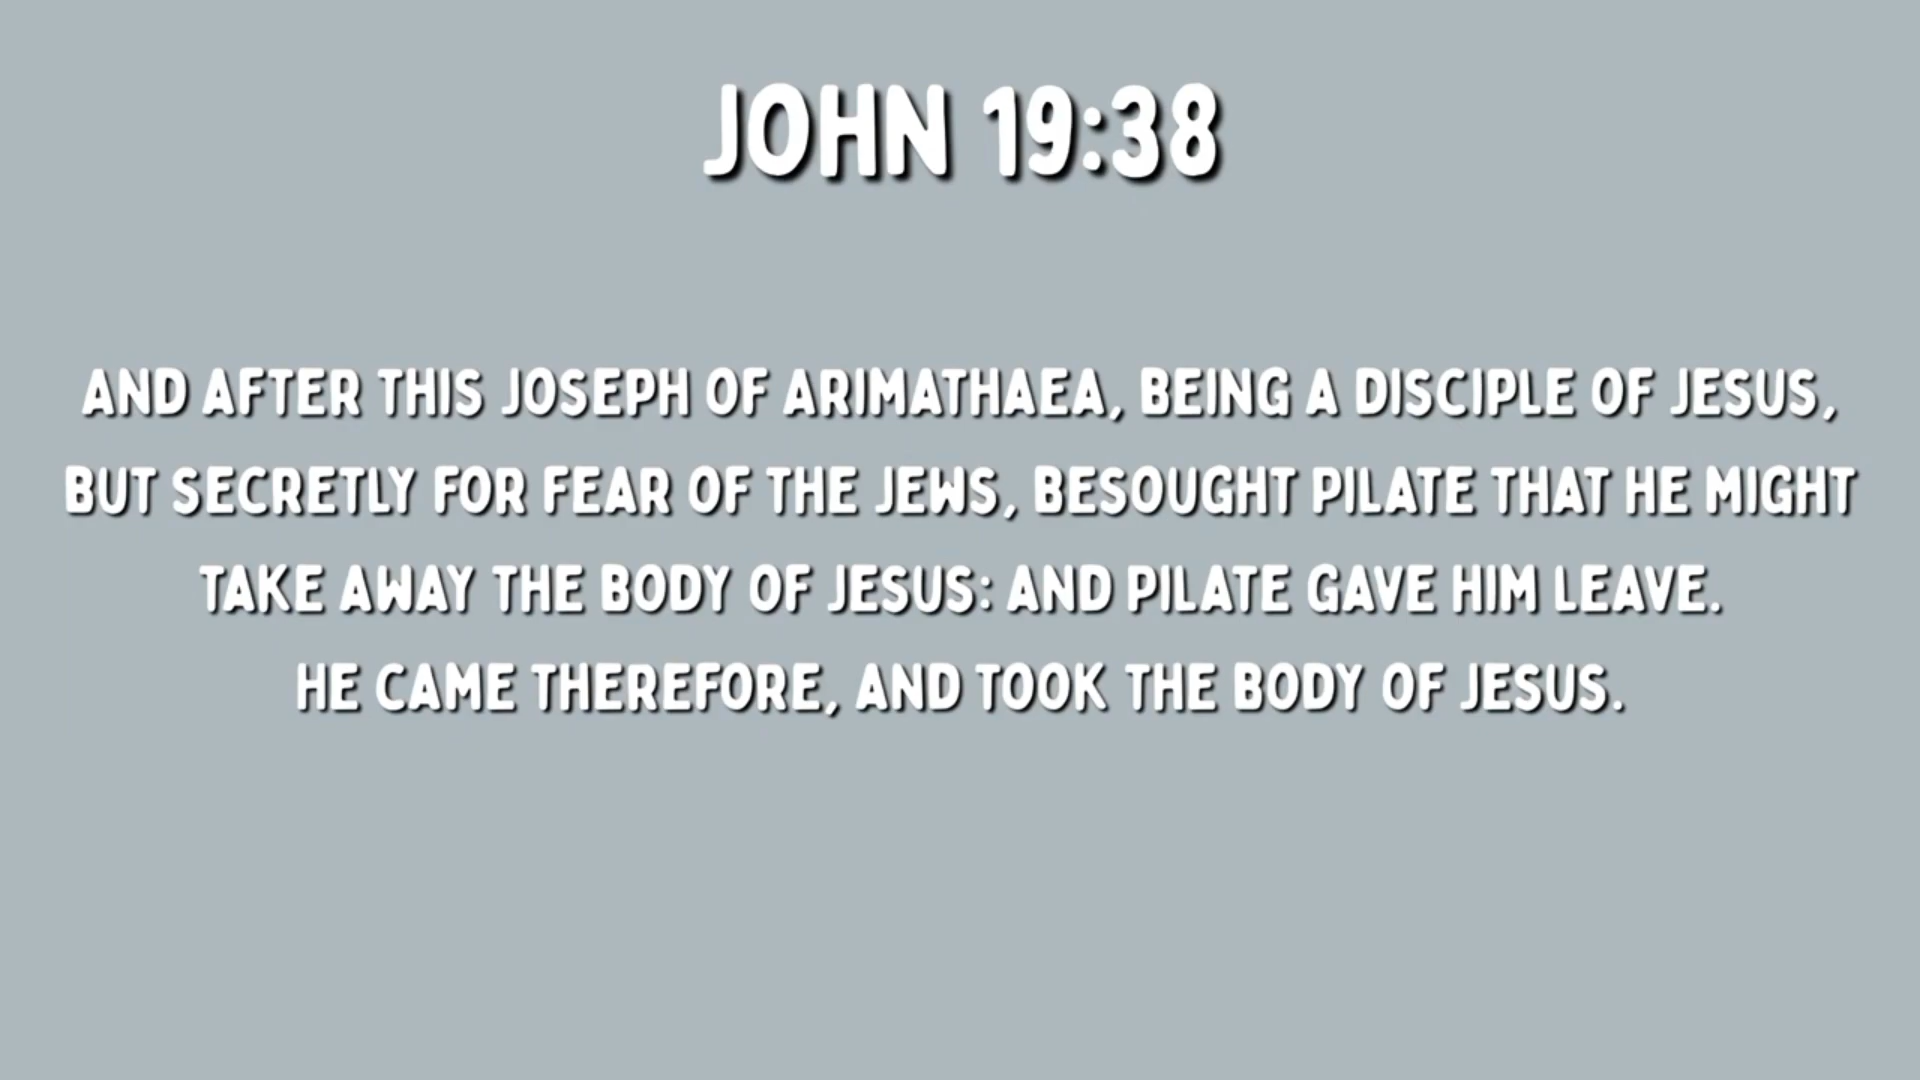 JOHN 19:38
AND AFTER THIS JOSEPH OF ARIMATHAEA, BEING A DISCIPLE OF JESUS,
BUT SECRETLY FOR FEAR OF THE JEWS, BESOUGHT PILATE THAT HE MIGHT
TAKE AWAY THE BODY OF JESUS: AND PILATE GAVE HIM LEAVE.
HE CAME THEREFORE, AND TOOK THE BODY OF JESUS.